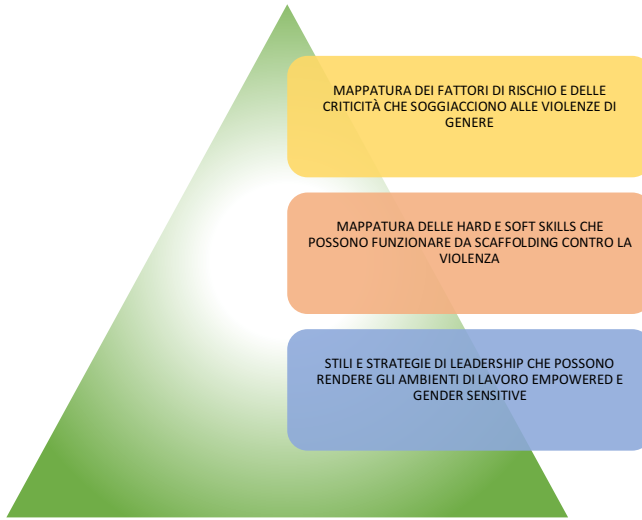 MAPPATURA DEI FATTORI DI RISCHIO E DELLE
CRITICITÀ CHE SOGGIACCIONO ALLE VIOLENZE DI
GENERE
MAPPATURA DELLE HARD E SOFT SKILLS CHE
POSSONO FUNZIONARE DA SCAFFOLDING CONTRO LA
VIOLENZA
STILI E STRATEGIE DI LEADERSHIP CHE POSSONO
RENDERE GLI AMBIENTI DI LAVORO EMPOWERED E
GENDER SENSITIVE